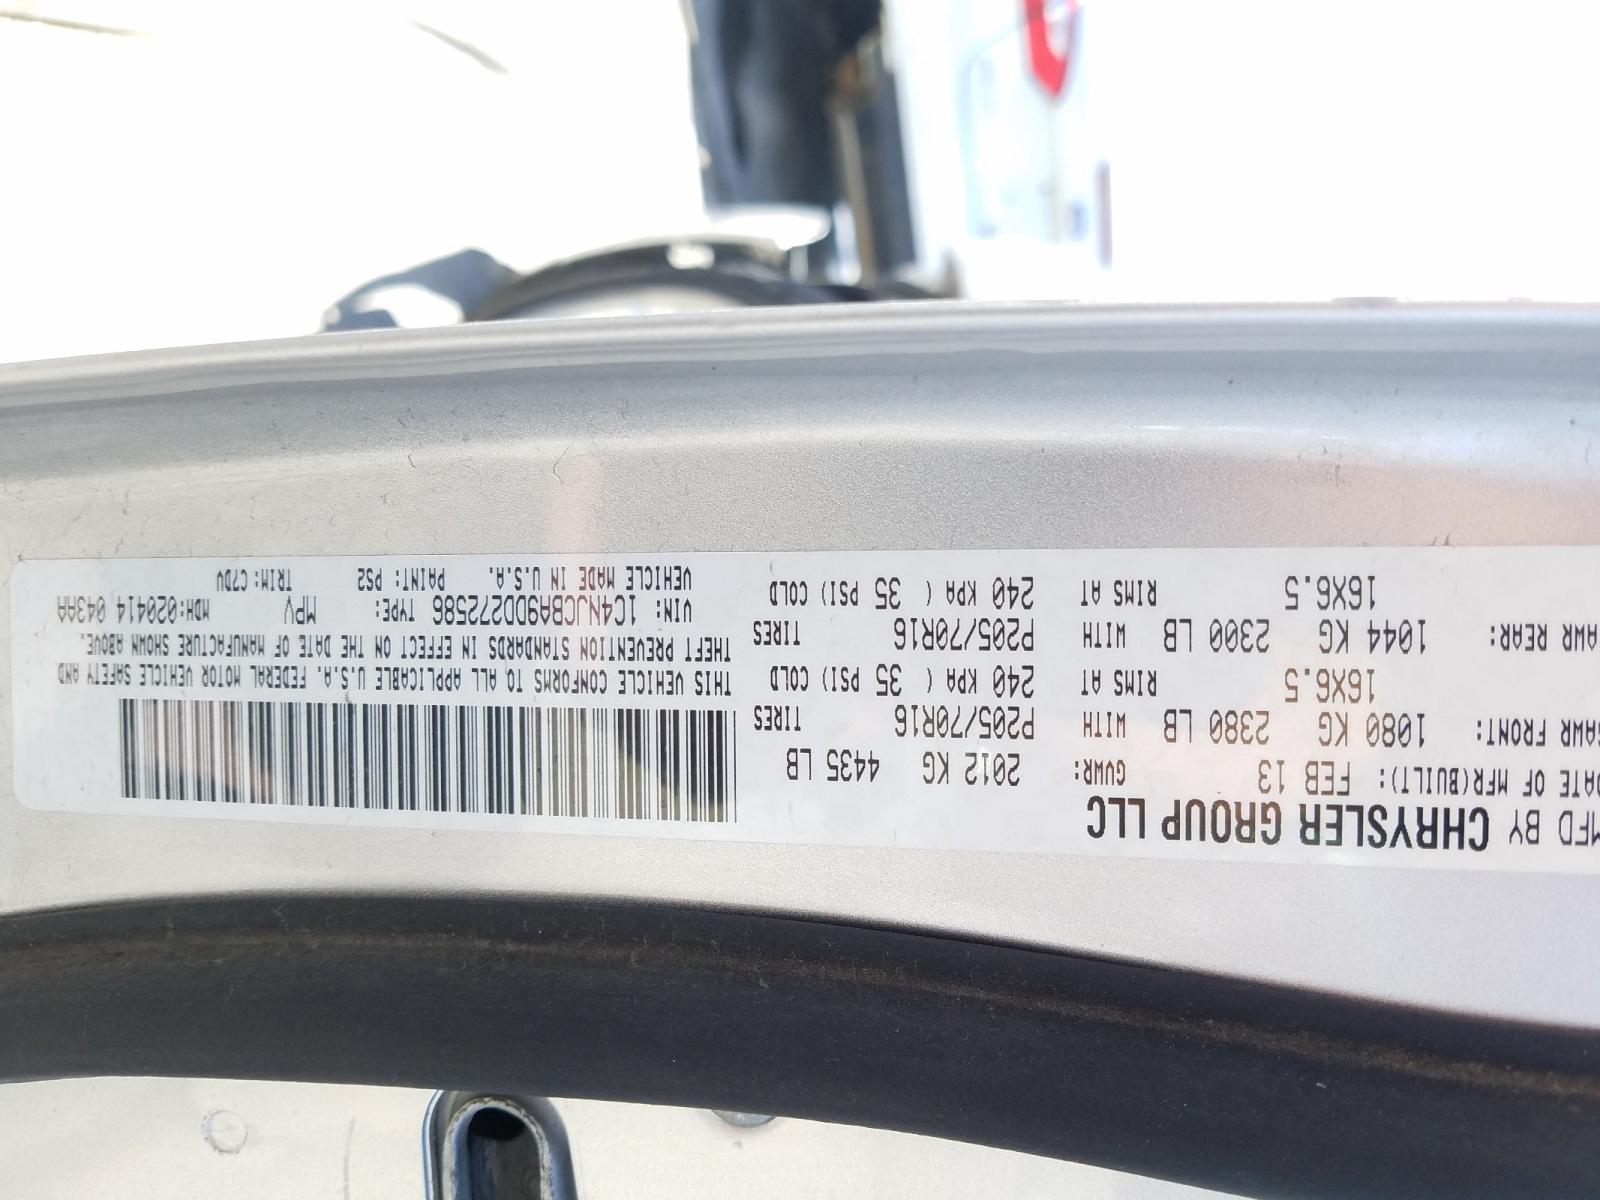 MFD BY CHRYSLER GROUP LLC
DATE OF MFR(BUILT): FEB 13 GVWR: 2012 KG 4435 LB
GAWR FRONT: 1080 KG 2380 LB WITH P205/70R16 TIRES
16X6.5 RIMS AT 240 KPA ( 35 PSI) COLD
GAWR REAR: 1044 KG 2300 LB WITH P205/70R16 TIRES
16X6.5 RIMS AT 240 KPA ( 35 PSI) COLD
THIS VEHICLE CONFORMS TO ALL APPLICABLE U.S.A. FEDERAL MOTOR VEHICLE SAFETY AND
THEFT PREVENTION STANDARDS IN EFFECT ON THE DATE OF MANUFACTURE SHOWN ABOVE.
VIN: 1C4NJCBA9DD272586 TYPE: MPV MDH:020414 043AA
VEHICLE MADE IN U.S.A. PAINT: PS2 TRIM: C7DV